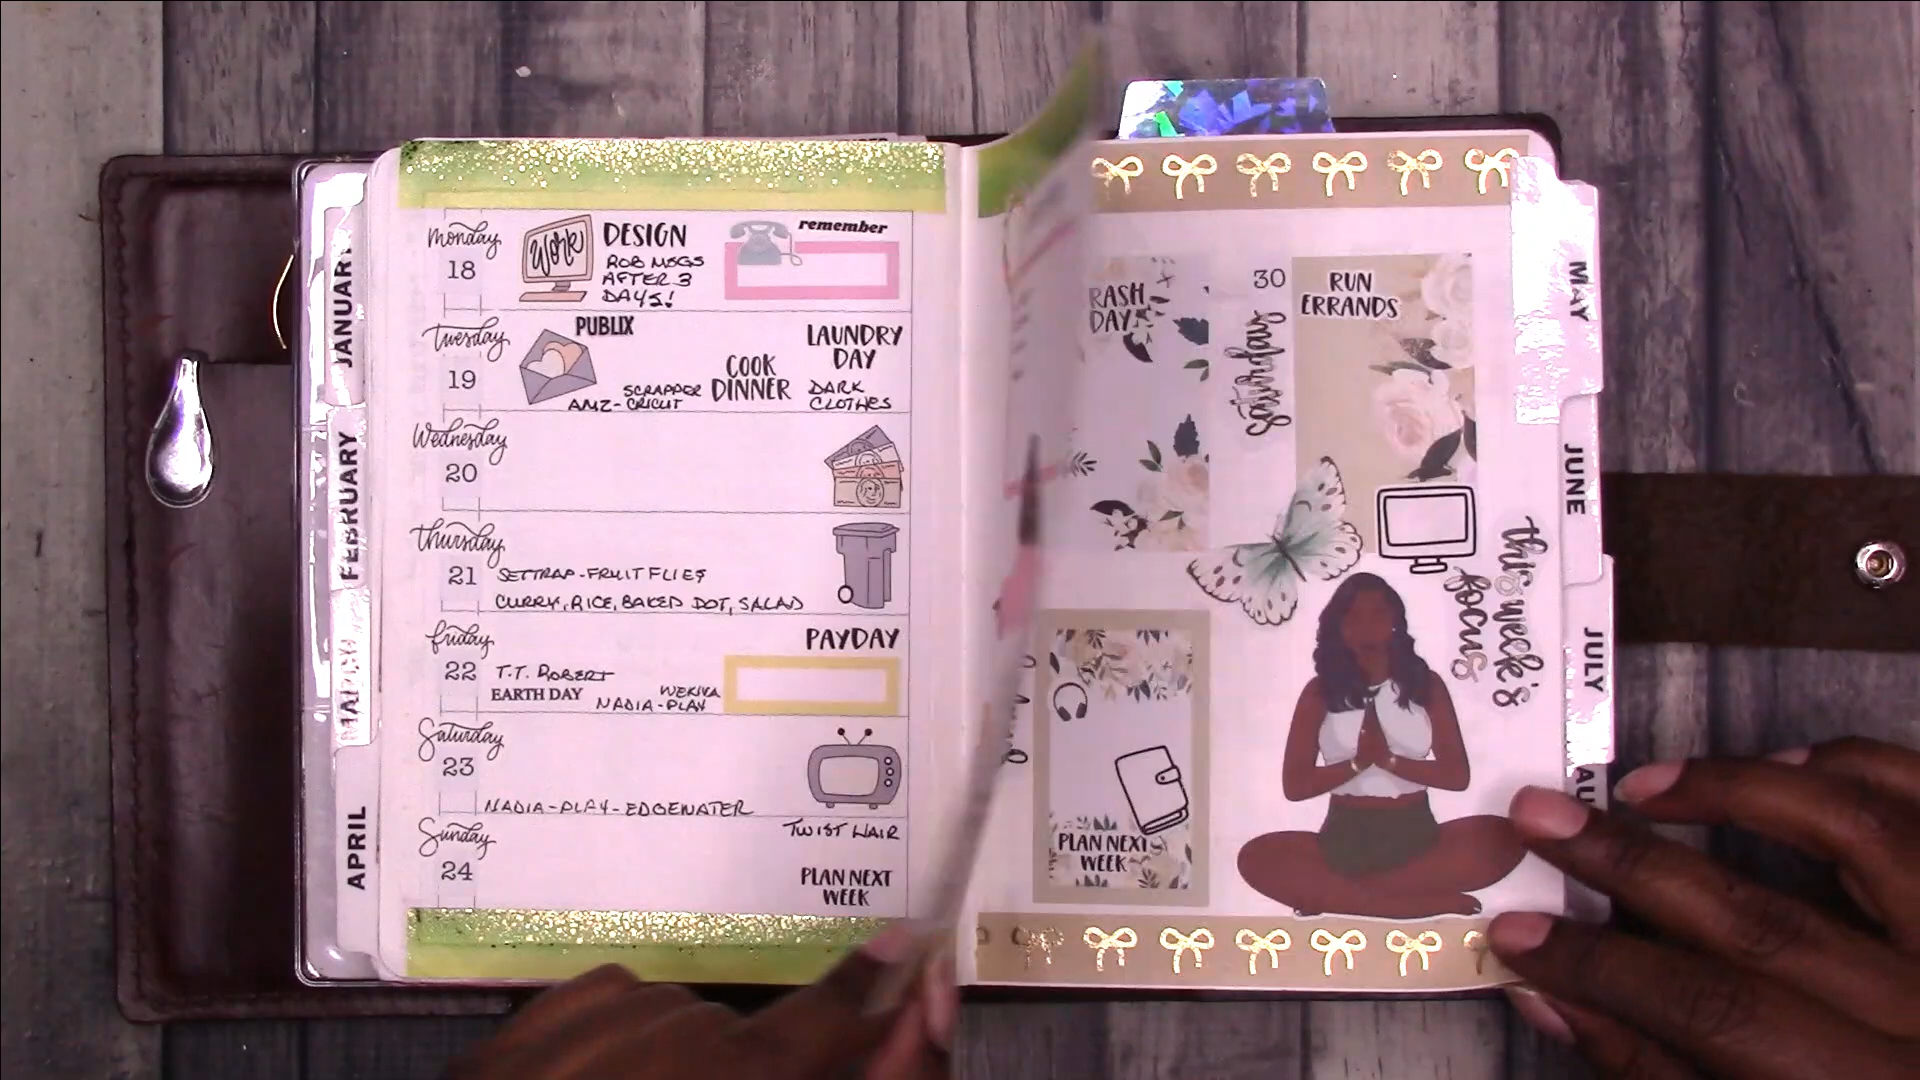 JANUARY
FEBRUARY
MARCH
APRIL
monday
18
Work
DESIGN
ROB MSGS
AFTER 3
DAYS!
remember
Tuesday
19
PUBLIX
SCRAPPER
AMZ-CRICUT
COOK
DINNER
LAUNDRY
DAY
DARK
CLOTHES
Wednesday
20
Thursday
21
SETTRAP-FRUIT FLIES
CURRY, RICE, BAKED DOT, SALAD
friday
22
T.T. ROBERT
EARTH DAY
WEKIVA
NADIA-PLAY
PAYDAY
Saturday
23
NADIA-PLAY-EDGEWATER
Sunday
24
TWIST HAIR
PLAN NEXT
WEEK
RASH
DAY
30
saturday
RUN
ERRANDS
this week's
focus
PLAN NEXT
WEEK
MAY
JUNE
JULY
AU